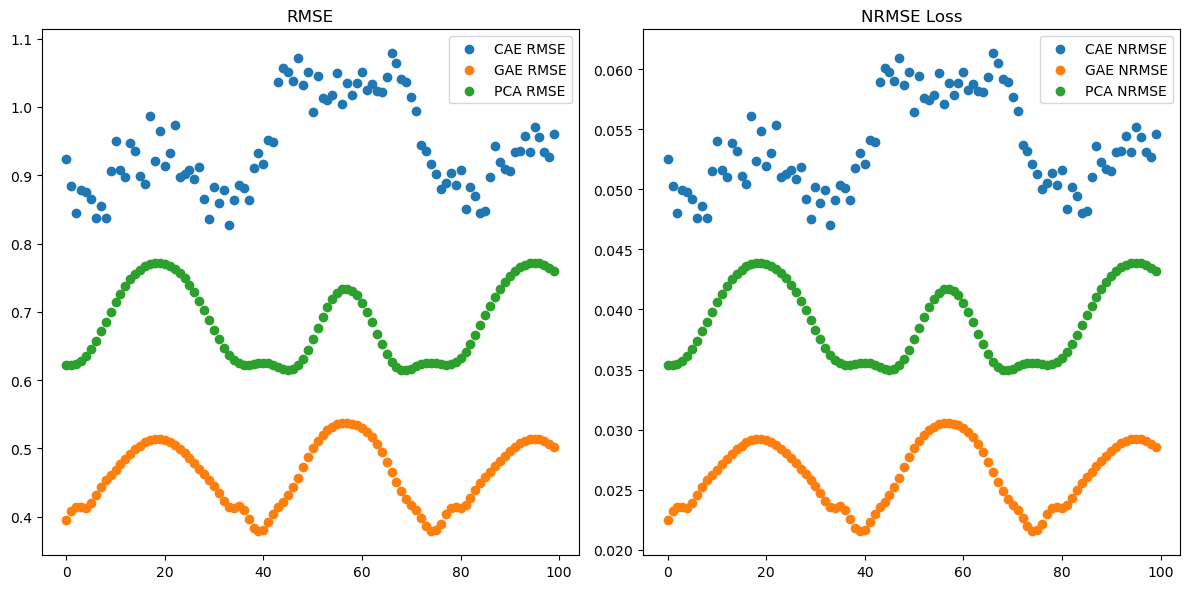 RMSE
CAE RMSE
GAE RMSE
PCA RMSE
1.1
1.0
0.9
0.8
0.7
0.6
0.5
0.4
0 20 40 60 80 100
NRMSE Loss
CAE NRMSE
GAE NRMSE
PCA NRMSE
0.060
0.055
0.050
0.045
0.040
0.035
0.030
0.025
0.020
0 20 40 60 80 100